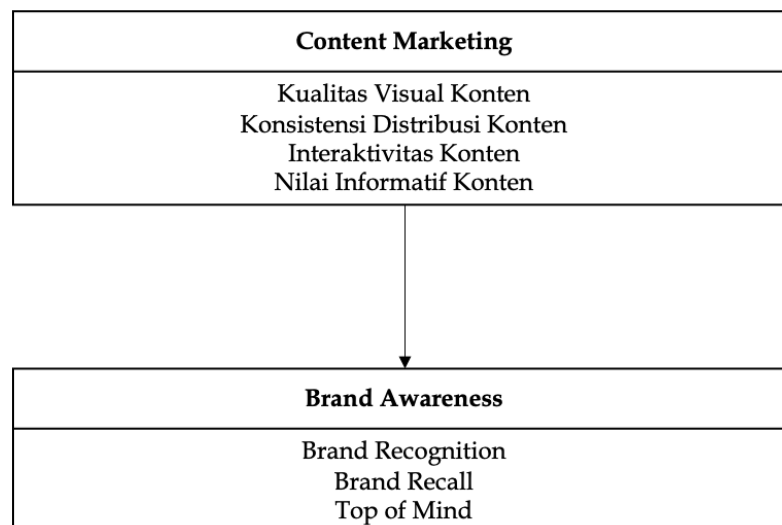 Content Marketing
Kualitas Visual Konten
Konsistensi Distribusi Konten
Interaktivitas Konten
Nilai Informatif Konten
Brand Awareness
Brand Recognition
Brand Recall
Top of Mind